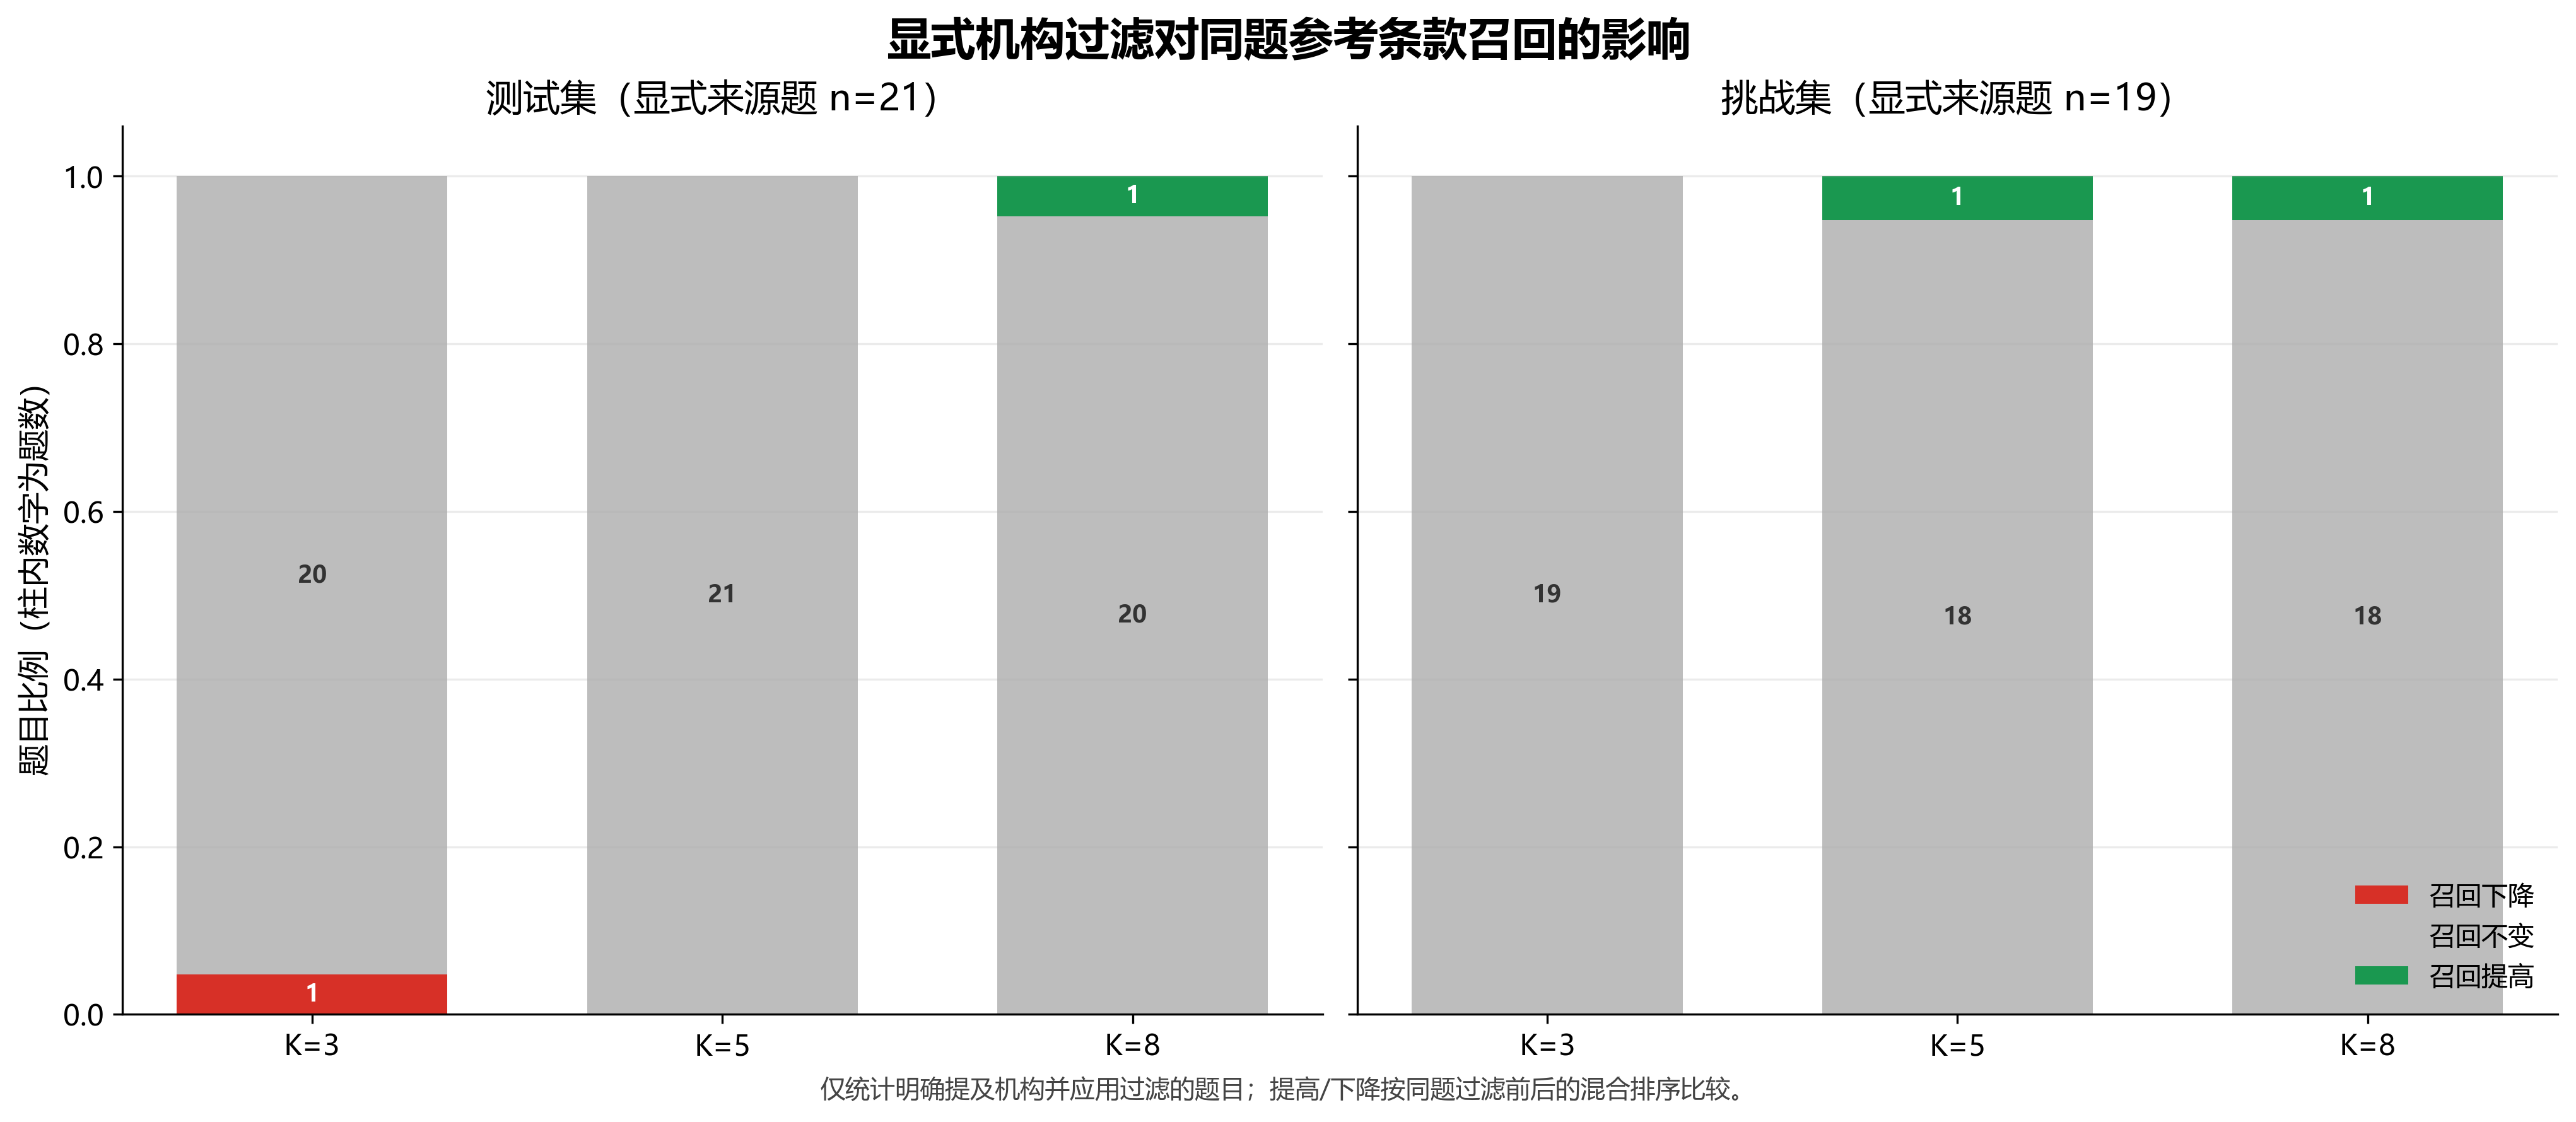 显式机构过滤对同题参考条款召回的影响
测试集（显式来源题 n=21）
挑战集（显式来源题 n=19）
题目比例（柱内数字为题数）
1.0
0.8
0.6
0.4
0.2
0.0
20
1
21
1
20
19
1
18
1
18
召回下降
召回不变
召回提高
K=3
K=5
K=8
K=3
K=5
K=8
仅统计明确提及机构并应用过滤的题目；提高/下降按同题过滤前后的混合排序比较。